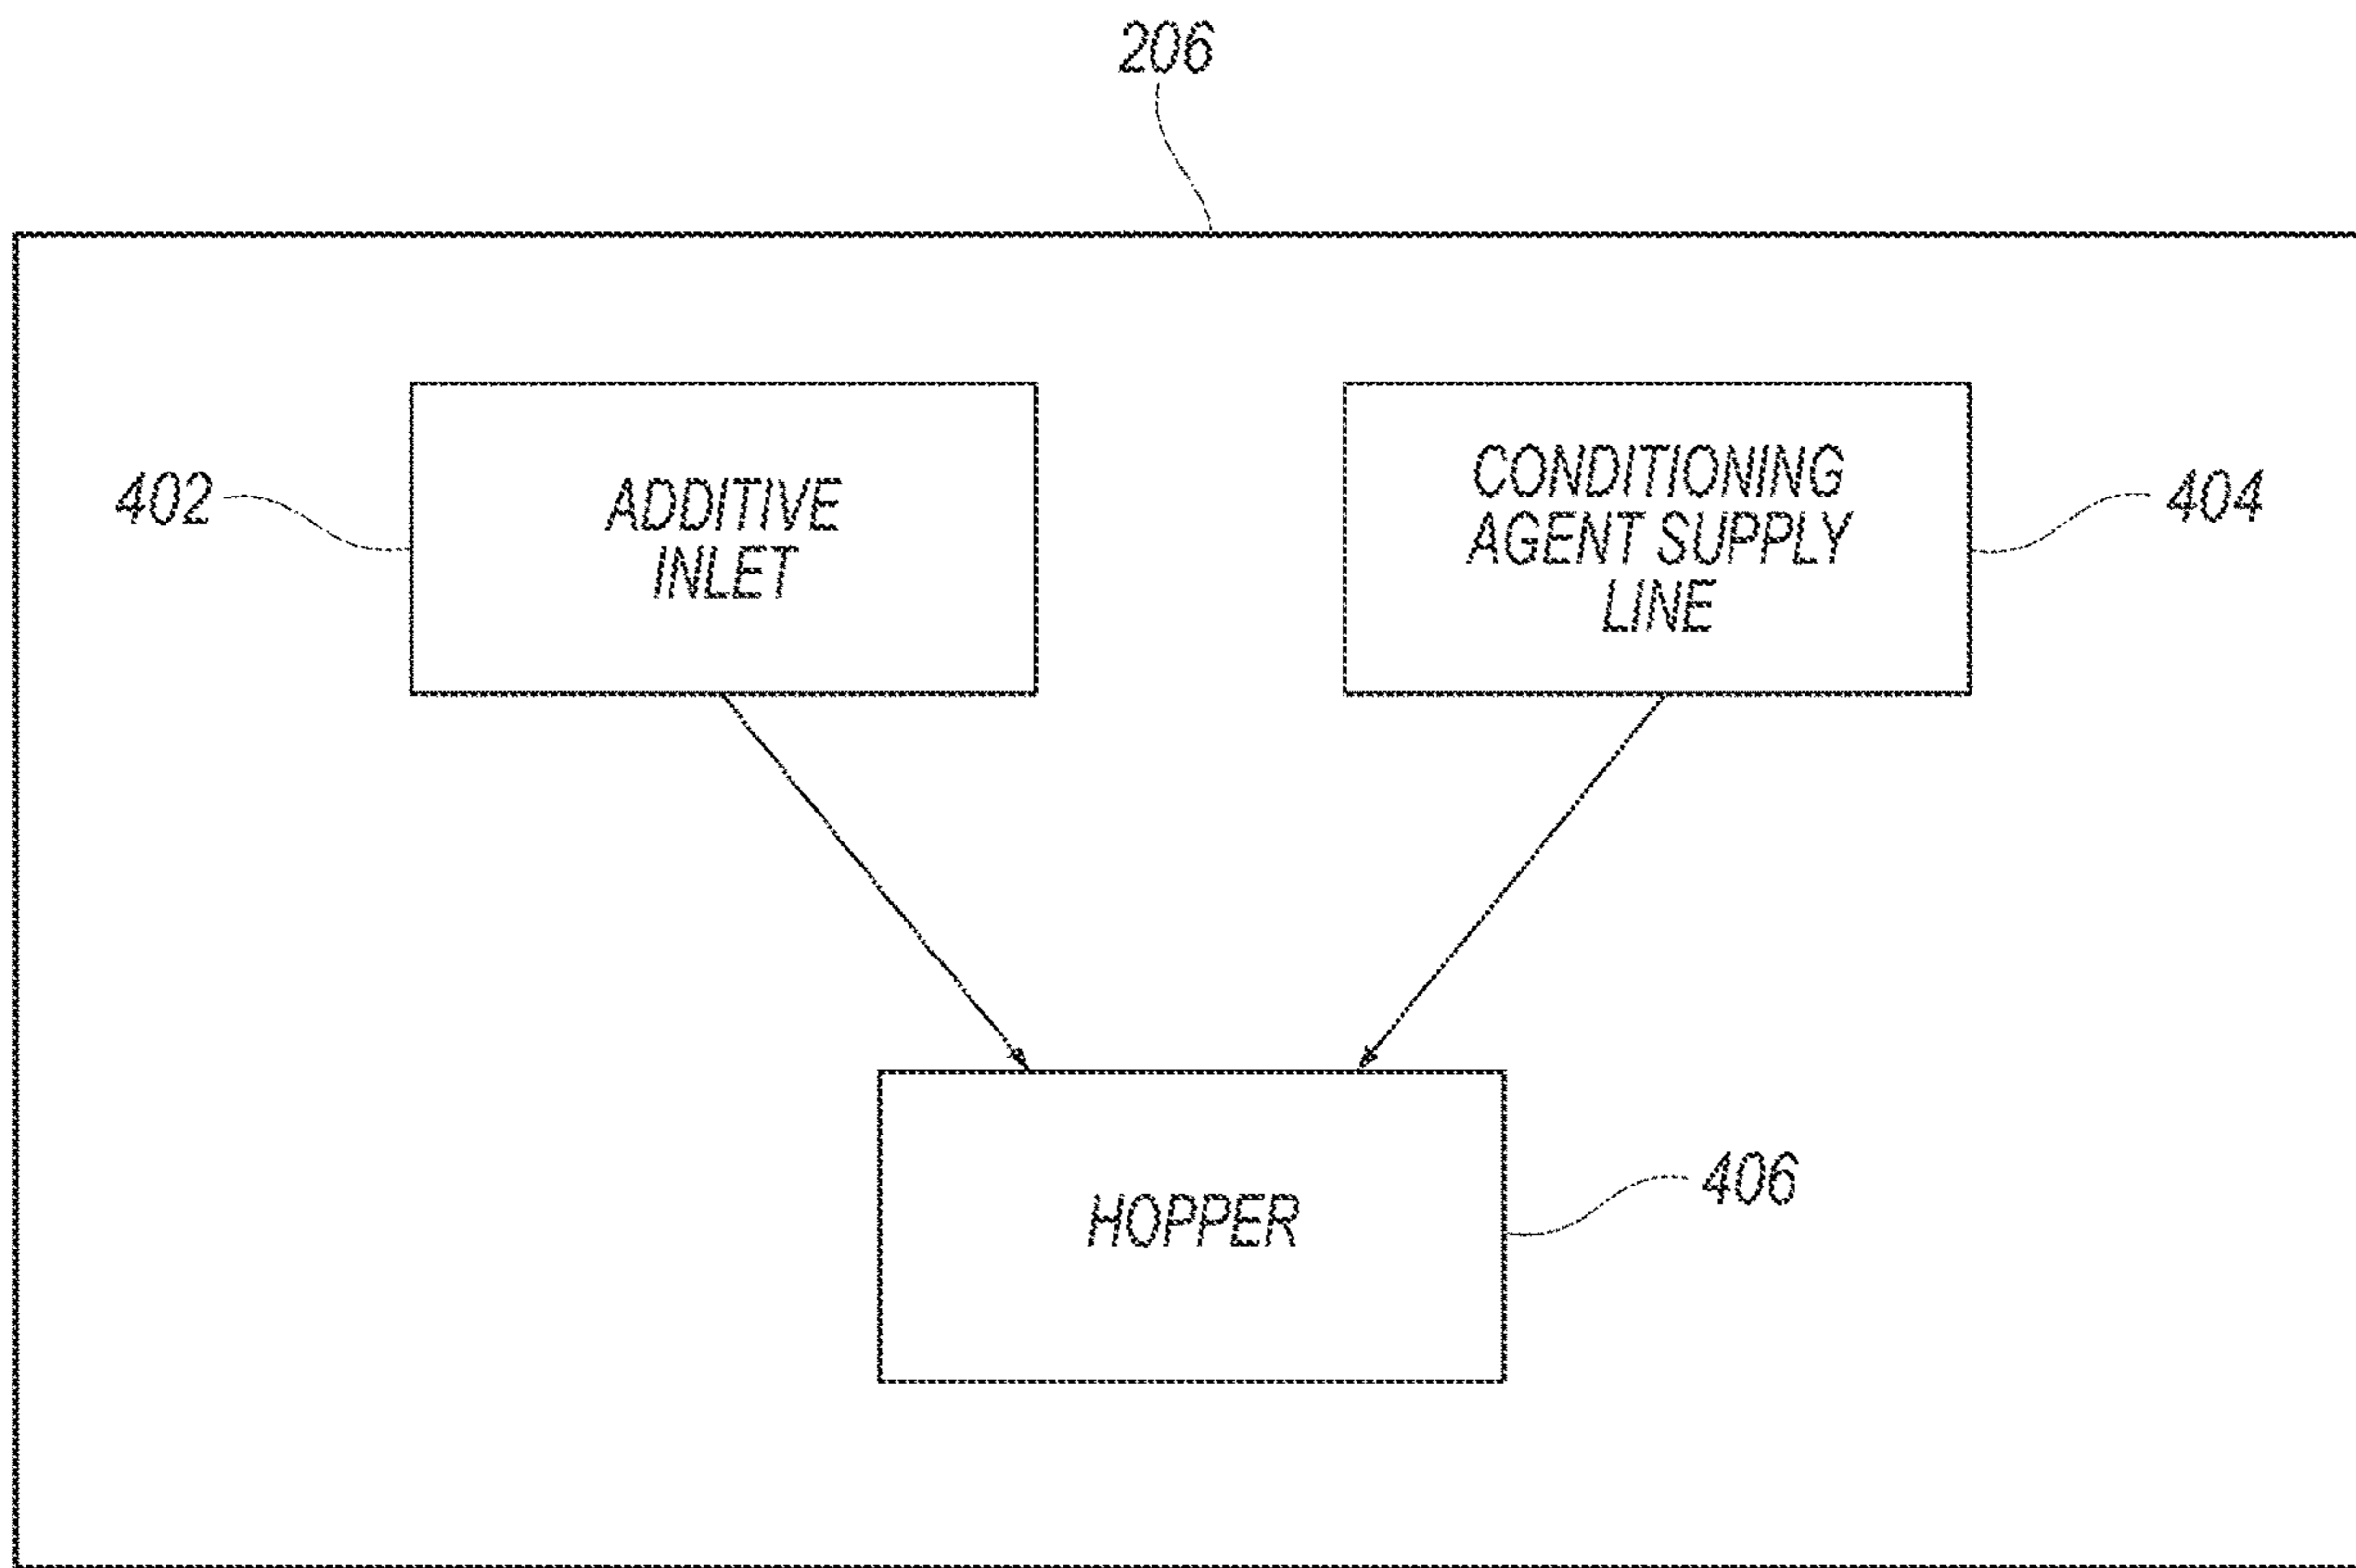 206
402
ADDITIVE
INLET
CONDITIONING
AGENT SUPPLY
LINE
404
HOPPER
406